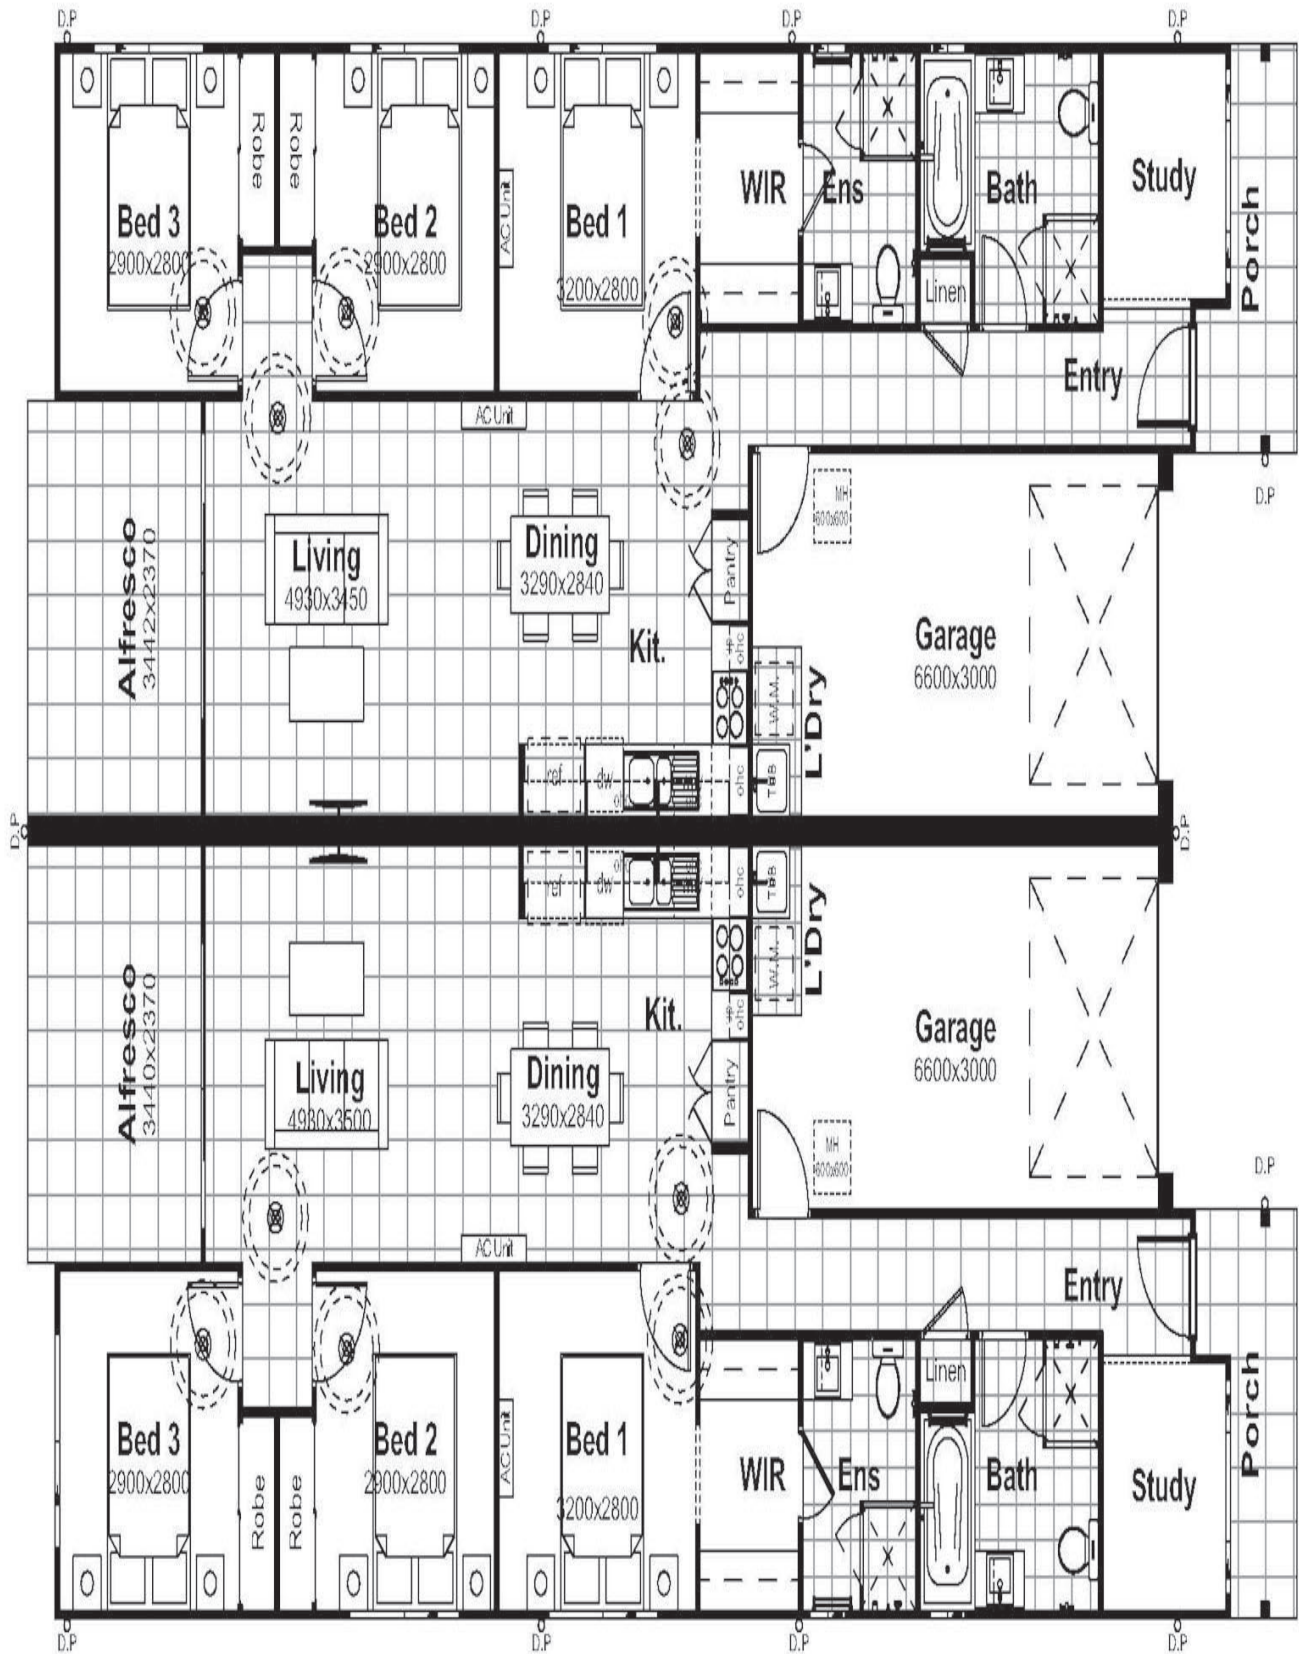 D.P
D.P
D.P
D.P
Robe
Robe
Bed 3
2900x2800
Bed 2
2900x2800
AC Unit
Bed 1
3200x2800
WIR
Ens
Bath
Linen
Study
Porch
Entry
AC Unit
D.P
MH
600x600
Alfresco
3442x2370
Living
4930x3450
Dining
3290x2840
Pantry
Kit.
ohc
Garage
6600x3000
W.M.
L'Dry
ref
dw
ohc
ohc
TUB
D.P
D.P
ref
dw
ohc
ohc
TUB
W.M.
L'Dry
Alfresco
3440x2370
Kit.
ohc
Garage
6600x3000
Living
4930x3500
Dining
3290x2840
Pantry
MH
600x600
D.P
AC Unit
Entry
Linen
Porch
Bed 3
2900x2800
Bed 2
2900x2800
AC Unit
Bed 1
3200x2800
WIR
Ens
Bath
Study
Robe
Robe
D.P
D.P
D.P
D.P